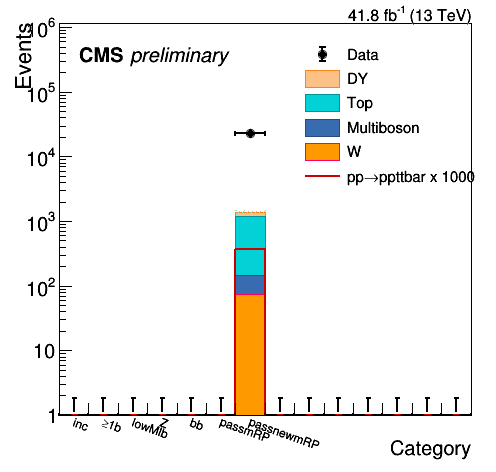 41.8 fb⁻¹ (13 TeV)
Events
CMS preliminary
Data
DY
Top
Multiboson
W
pp→ppttbar x 1000
10⁶
10⁵
10⁴
10³
10²
10
1
inc
≥1b
lowMlb
Z
bb
passmRP
passnewmRP
Category